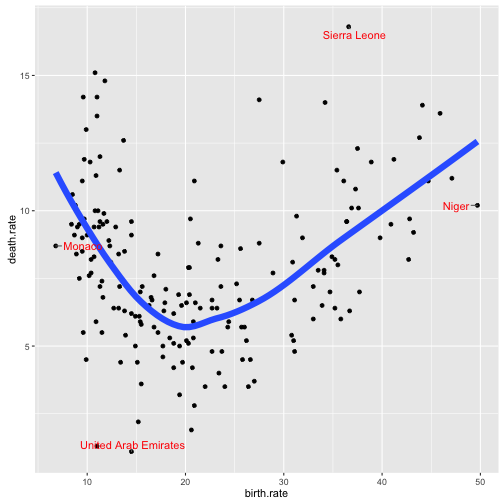 Sierra Leone
15
death.rate
10
Niger
Monaco
5
United Arab Emirates
10
20
30
40
50
birth.rate